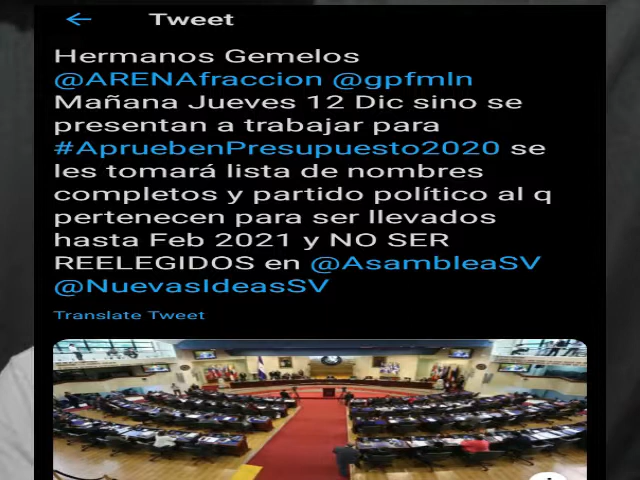 Tweet
Hermanos Gemelos
@ARENAfraccion @gpfmln
Mañana Jueves 12 Dic sino se
presentan a trabajar para
#AprueбenPresupuesto2020 se
les tomará lista de nombres
completos y partido político al q
pertenecen para ser llevados
hasta Feb 2021 y NO SER
REELEGIDOS en @AsambleaSV
@NuevasIdeasSV
Translate Tweet